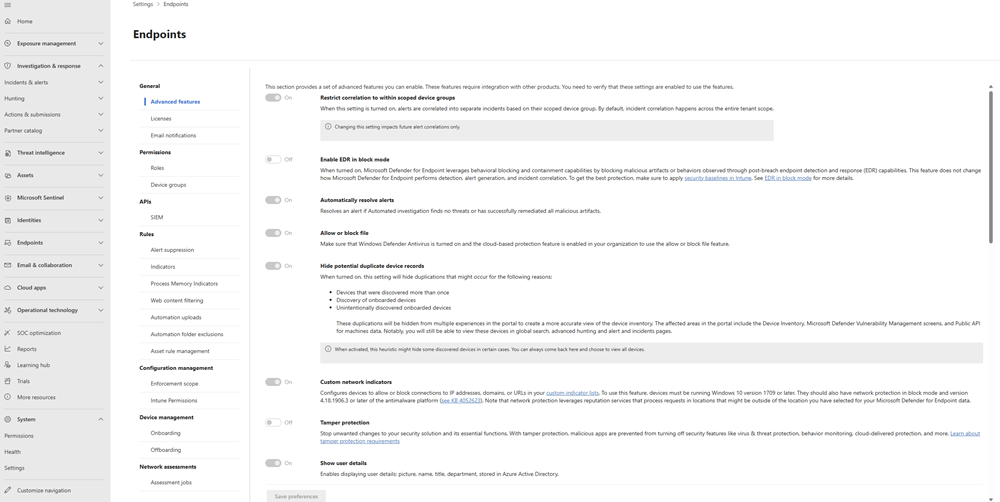 Settings > Endpoints
Home
Exposure management
Investigation & response
Incidents & alerts
Hunting
Actions & submissions
Partner catalog
Threat intelligence
Assets
Microsoft Sentinel
Identities
Endpoints
Email & collaboration
Cloud apps
Operational technology
SOC optimization
Reports
Learning hub
Trials
More resources
System
Permissions
Health
Settings
Customize navigation
Endpoints
General
Advanced features
Licenses
Email notifications
Permissions
Roles
Device groups
APIs
SIEM
Rules
Alert suppression
Indicators
Process Memory Indicators
Web content filtering
Automation uploads
Automation folder exclusions
Asset rule management
Configuration management
Enforcement scope
Intune Permissions
Device management
Onboarding
Offboarding
Network assessments
Assessment jobs
This section provides a set of advanced features you can enable. These features require integration with other products. You need to verify that these settings are enabled to use the features.
On
Restrict correlation to within scoped device groups
When this setting is turned on, alerts are correlated into separate incidents based on their scoped device group. By default, incident correlation happens across the entire tenant scope.
Changing this setting impacts future alert correlations only.
Off
Enable EDR in block mode
When turned on, Microsoft Defender for Endpoint leverages behavioral blocking and containment capabilities by blocking malicious artifacts or behaviors observed through post-breach endpoint detection and response (EDR) capabilities. This feature does not change
how Microsoft Defender for Endpoint performs detection, alert generation, and incident correlation. To get the best protection, make sure to apply security baselines in Intune. See EDR in block mode for more details.
On
Automatically resolve alerts
Resolves an alert if Automated investigation finds no threats or has successfully remediated all malicious artifacts.
On
Allow or block file
Make sure that Windows Defender Antivirus is turned on and the cloud-based protection feature is enabled in your organization to use the allow or block file feature.
On
Hide potential duplicate device records
When turned on, this setting will hide duplications that might occur for the following reasons:
• Devices that were discovered more than once
• Discovery of onboarded devices
• Unintentionally discovered onboarded devices
These duplications will be hidden from multiple experiences in the portal to create a more accurate view of the device inventory. The affected areas in the portal include the Device Inventory, Microsoft Defender Vulnerability Management screens, and Public API
for machines data. Notably, you will still be able to view these devices in global search, advanced hunting and alert and incidents pages.
When activated, this heuristic might hide some discovered devices in certain cases. You can always come back here and choose to view all devices.
On
Custom network indicators
Configures devices to allow or block connections to IP addresses, domains, or URLs in your custom indicator lists. To use this feature, devices must be running Windows 10 version 1709 or later. They should also have network protection in block mode and version
4.18.1906.3 or later of the antimalware platform (see KB 4052623). Note that network protection leverages reputation services that process requests in locations that might be outside of the location you have selected for your Microsoft Defender for Endpoint data.
Off
Tamper protection
Stop unwanted changes to your security solution and its essential functions. With tamper protection, malicious apps are prevented from turning off security features like virus & threat protection, behavior monitoring, cloud-delivered protection, and more. Learn about
tamper protection requirements
On
Show user details
Enables displaying user details: picture, name, title, department, stored in Azure Active Directory.
Save preferences